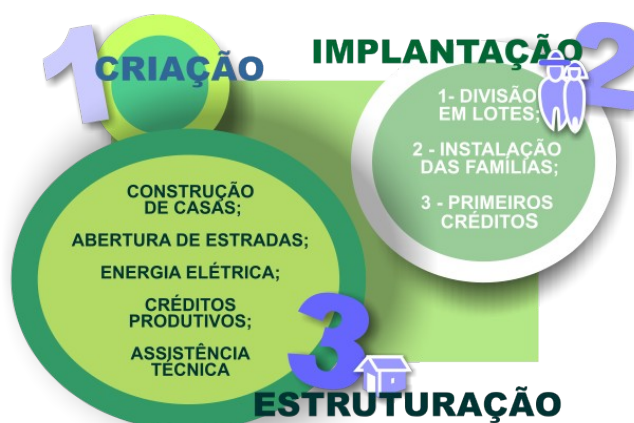 1
CRIAÇÃO
IMPLANTAÇÃO
2
1- DIVISÃO
EM LOTES;
2 - INSTALAÇÃO
DAS FAMÍLIAS;
3 - PRIMEIROS
CRÉDITOS
CONSTRUÇÃO
DE CASAS;
ABERTURA DE ESTRADAS;
ENERGIA ELÉTRICA;
CRÉDITOS
PRODUTIVOS;
ASSISTÊNCIA
TÉCNICA
3
ESTRUTURAÇÃO